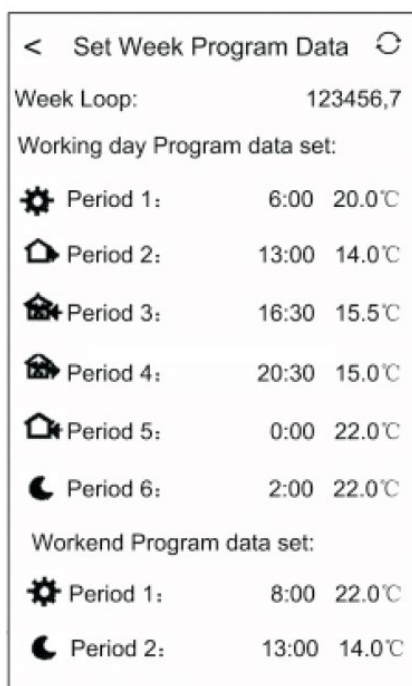 < Set Week Program Data
Week Loop: 123456,7
Working day Program data set:
Period 1: 6:00 20.0℃
Period 2: 13:00 14.0℃
Period 3: 16:30 15.5℃
Period 4: 20:30 15.0℃
Period 5: 0:00 22.0℃
Period 6: 2:00 22.0℃
Workend Program data set:
Period 1: 8:00 22.0℃
Period 2: 13:00 14.0℃